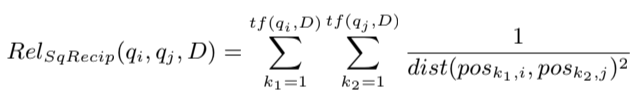 Rel_{SqRecip}(q_i, q_j, D) = \sum_{k_1=1}^{tf(q_i,D)} \sum_{k_2=1}^{tf(q_j,D)} \frac{1}{dist(pos_{k_1,i}, pos_{k_2,j})^2}